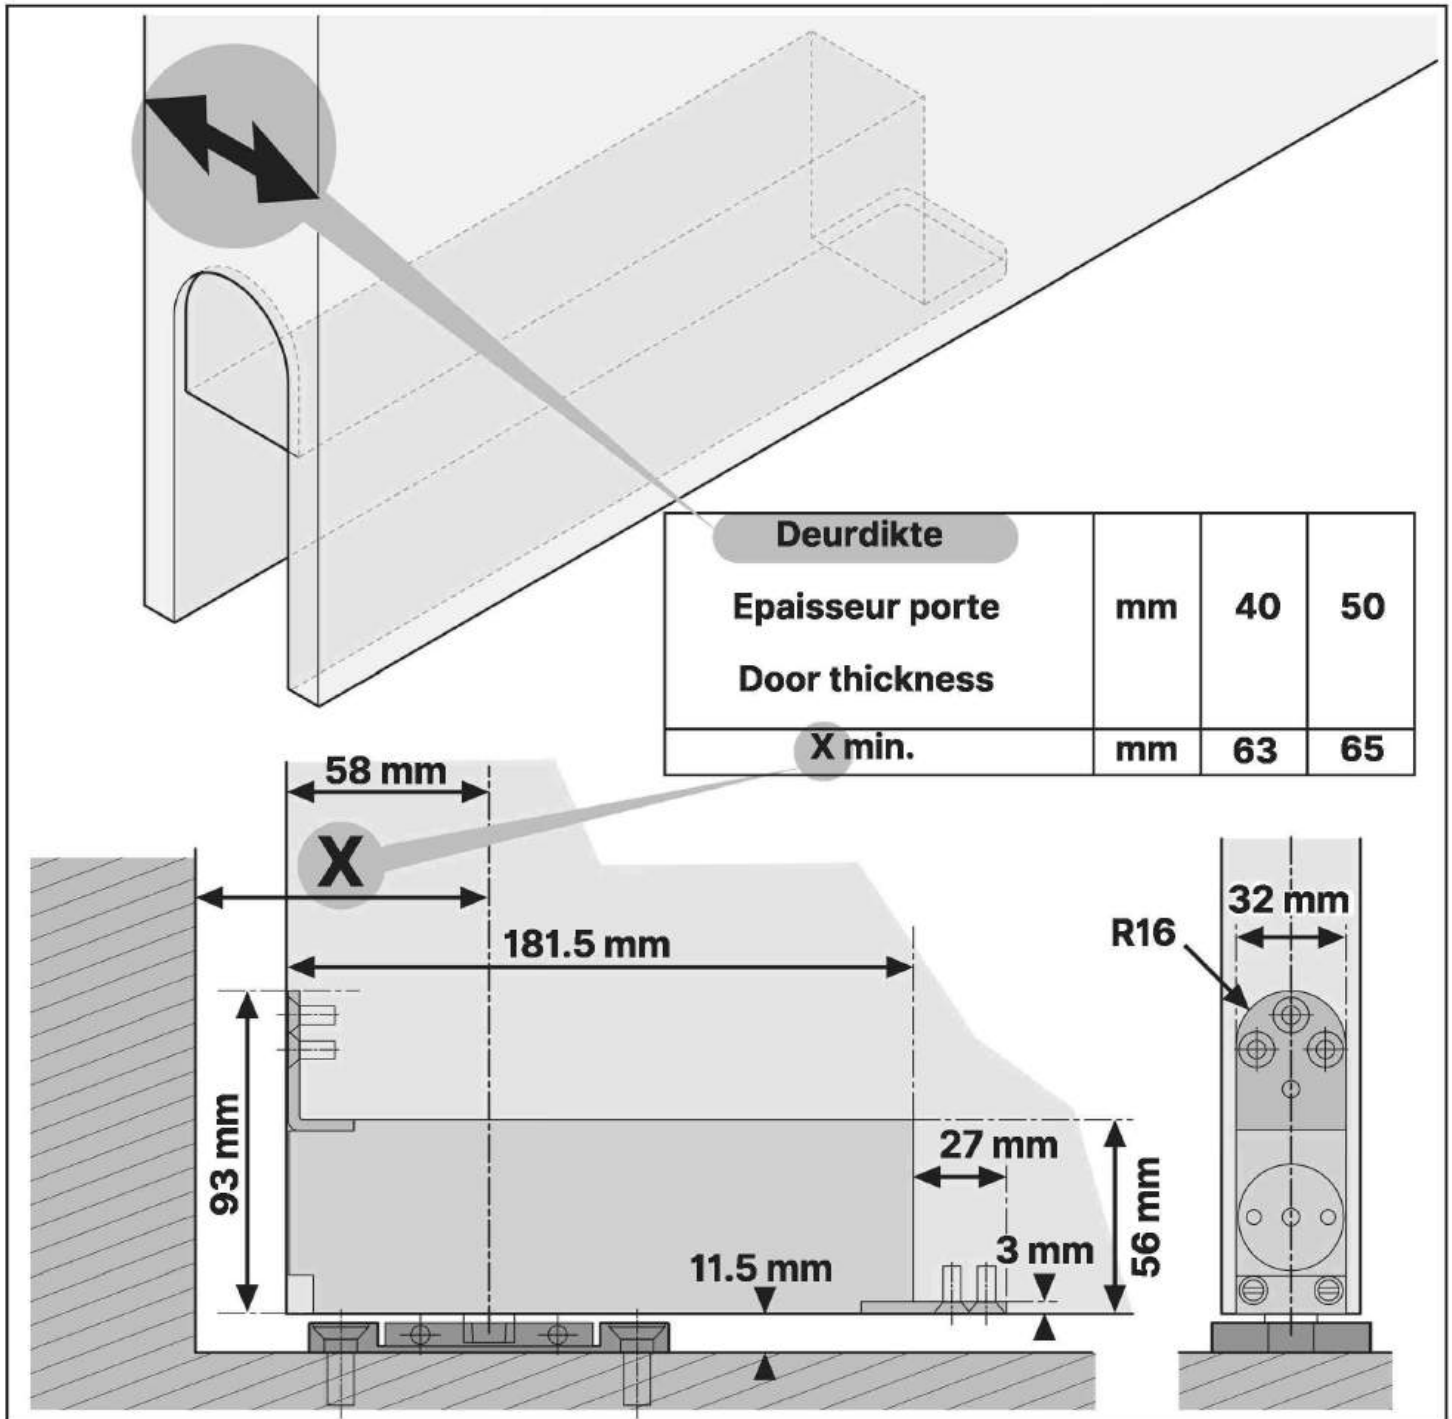 Deurdikte
Epaisseur porte mm 40 50
Door thickness
X min. mm 63 65
58 mm
X
32 mm
R16
181.5 mm
93 mm
27 mm
56 mm
3 mm
11.5 mm